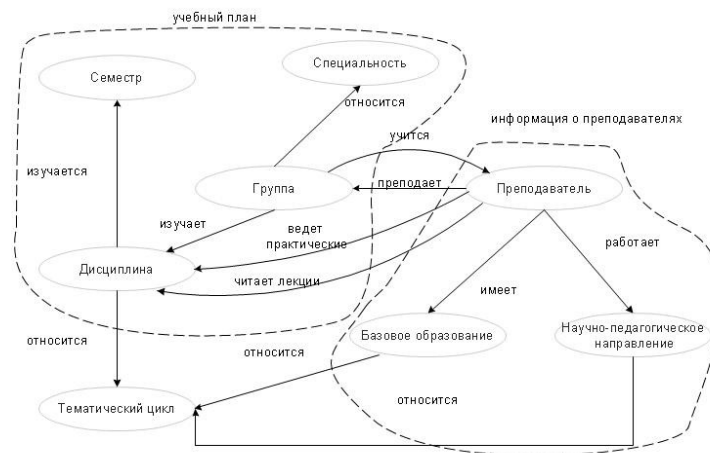 учебный план
Специальность
Семестр
относится
информация о преподавателях
учится
изучается
преподает
Группа
Преподаватель
изучает
ведет
практические
работает
Дисциплина
читает лекции
имеет
Базовое образование
Научно-педагогическое
направление
относится
относится
относится
Тематический цикл